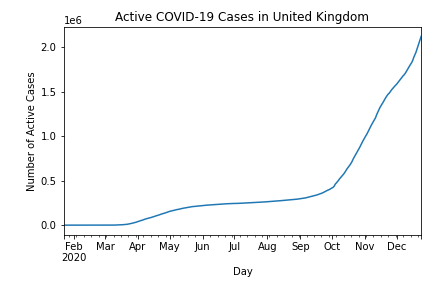 Active COVID-19 Cases in United Kingdom
1e6
2.0
1.5
1.0
0.5
0.0
Number of Active Cases
Feb Mar Apr May Jun Jul Aug Sep Oct Nov Dec
2020
Day